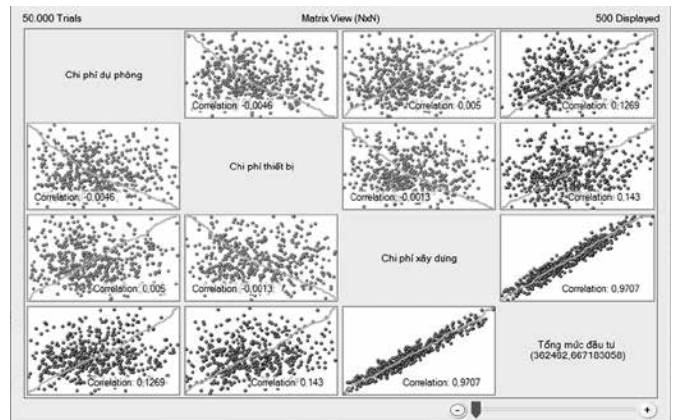 50.000 Trials Matrix View (NxN) 500 Displayed
Chi phí dự phòng Correlation: -0,0046 Correlation: 0,005 Correlation: 0,1269
Correlation: -0,0046 Chi phí thiết bị Correlation: -0,0013 Correlation: 0,143
Correlation: 0,005 Correlation: -0,0013 Chi phí xây dựng Correlation: 0,9707
Correlation: 0,1269 Correlation: 0,143 Correlation: 0,9707 Tổng mức đầu tư
(302482,667183058)